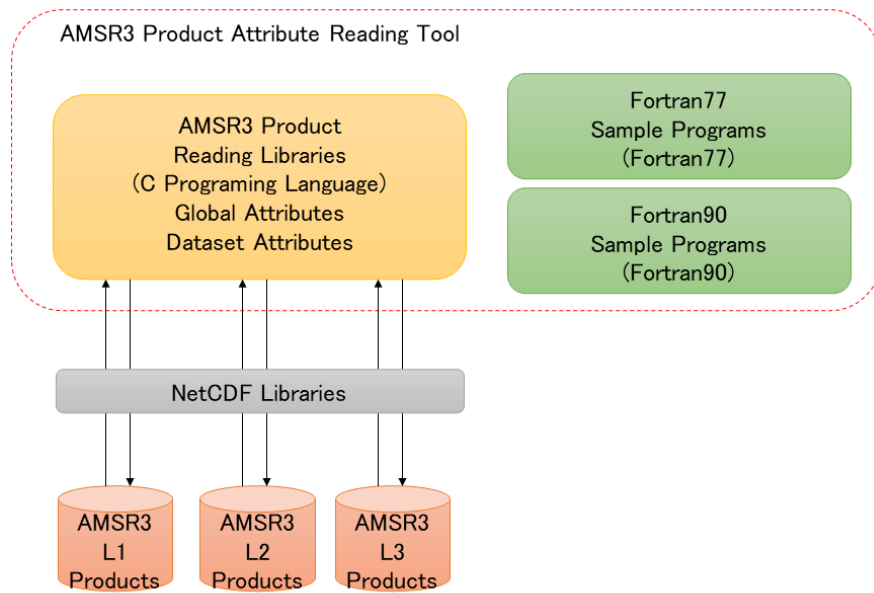 AMSR3 Product Attribute Reading Tool
AMSR3 Product
Reading Libraries
(C Programing Language)
Global Attributes
Dataset Attributes
Fortran77
Sample Programs
(Fortran77)
Fortran90
Sample Programs
(Fortran90)
NetCDF Libraries
AMSR3
L1
Products
AMSR3
L2
Products
AMSR3
L3
Products